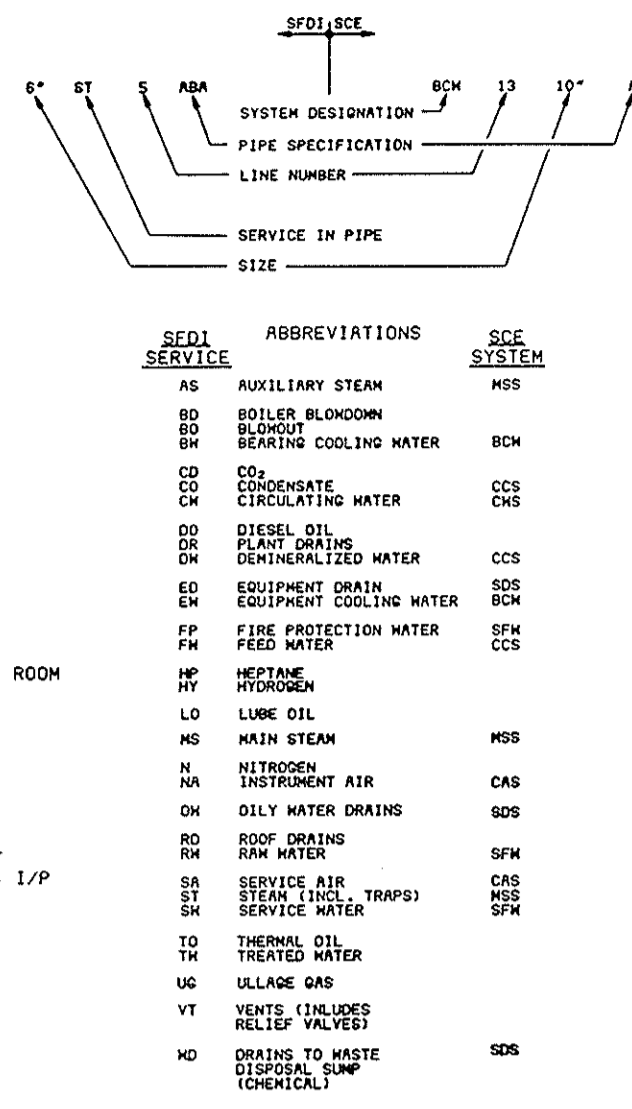 SFDI SCE
6" ST 5 ABA BCW 13 10"
SYSTEM DESIGNATION
PIPE SPECIFICATION
LINE NUMBER
SERVICE IN PIPE
SIZE
SFDI SERVICE ABBREVIATIONS SCE SYSTEM
AS AUXILIARY STEAM MSS
BD BOILER BLOWDOWN
BO BLOWOUT
BW BEARING COOLING WATER BCW
CD CO₂
CO CONDENSATE CCS
CW CIRCULATING WATER CWS
DO DIESEL OIL
DR PLANT DRAINS
DW DEMINERALIZED WATER CCS
ED EQUIPMENT DRAIN SDS
EW EQUIPMENT COOLING WATER BCW
FP FIRE PROTECTION WATER SFW
FW FEED WATER CCS
ROOM
HP HEPTANE
HY HYDROGEN
LO LUBE OIL
MS MAIN STEAM MSS
N NITROGEN
NA INSTRUMENT AIR CAS
OW OILY WATER DRAINS SDS
RD ROOF DRAINS
RW RAW WATER SFW
I/P
SA SERVICE AIR CAS
ST STEAM (INCL. TRAPS) MSS
SW SERVICE WATER SFW
TO THERMAL OIL
TW TREATED WATER
UG ULLAGE GAS
VT VENTS (INLUDES
RELIEF VALVES)
WD DRAINS TO WASTE SDS
DISPOSAL SUMP
(CHEMICAL)